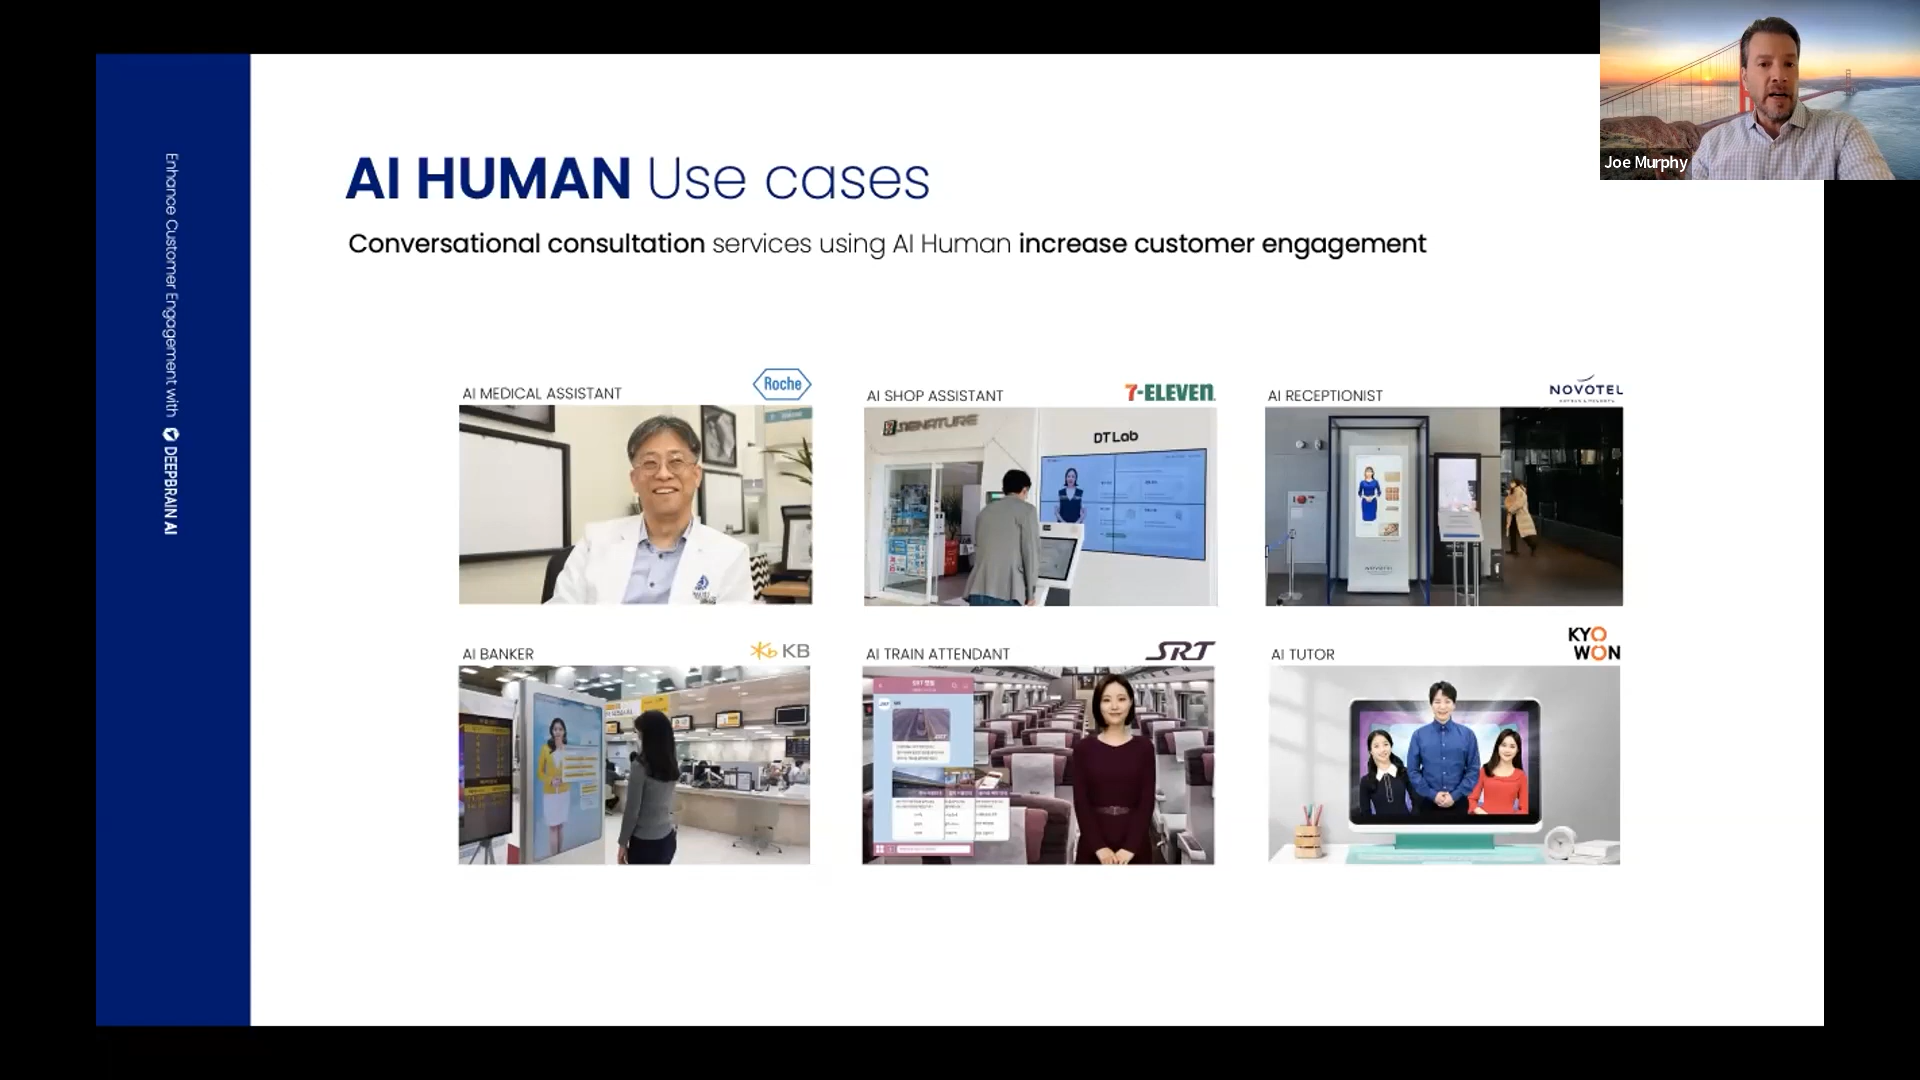 Joe Murphy
Enhance Customer Engagement with DEEPBRAIN AI
AI HUMAN Use cases
Conversational consultation services using AI Human increase customer engagement
AI MEDICAL ASSISTANT
Roche
AI SHOP ASSISTANT
7-ELEVEN
AI RECEPTIONIST
NOVOTEL
SIGNATURE
DT Lab
NOVOTEL
AI BANKER
KB
AI TRAIN ATTENDANT
SRT
AI TUTOR
KYO
WON